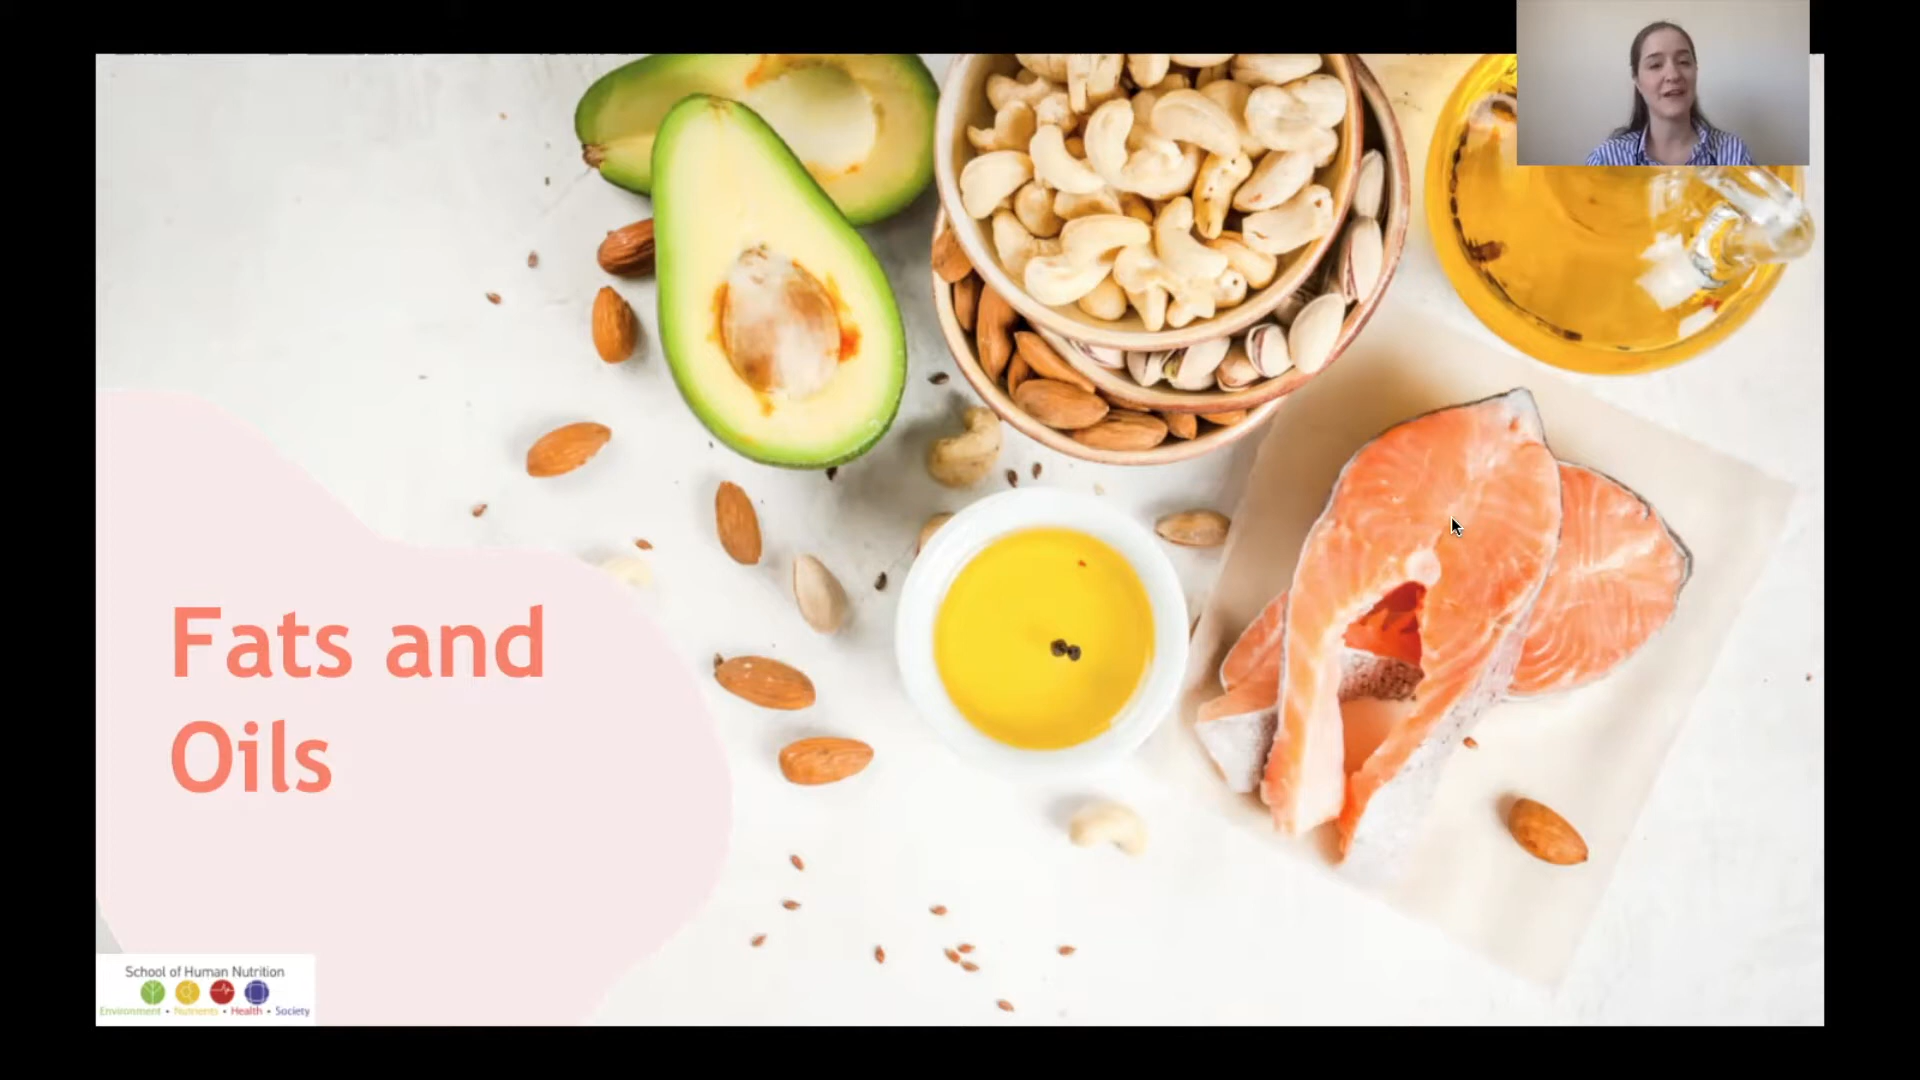 Fats and
Oils
School of Human Nutrition
Environment • Nutrients • Health • Society